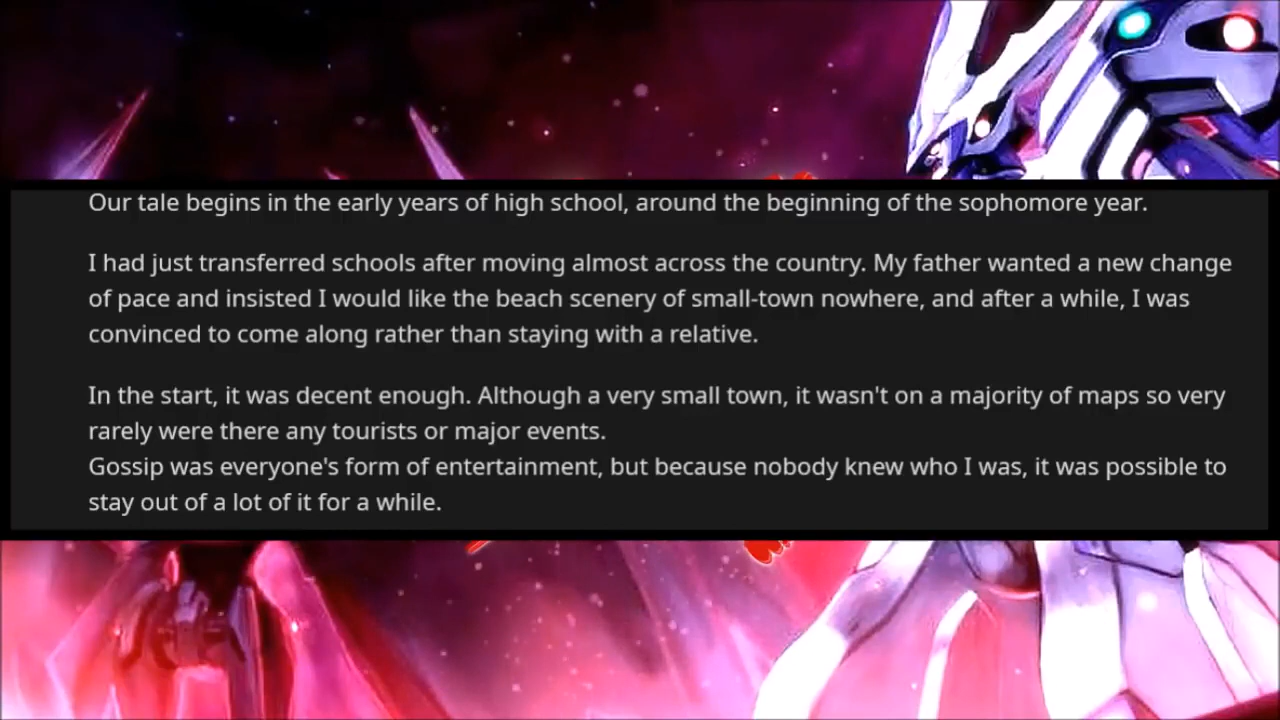 Our tale begins in the early years of high school, around the beginning of the sophomore year.
I had just transferred schools after moving almost across the country. My father wanted a new change
of pace and insisted I would like the beach scenery of small-town nowhere, and after a while, I was
convinced to come along rather than staying with a relative.
In the start, it was decent enough. Although a very small town, it wasn't on a majority of maps so very
rarely were there any tourists or major events.
Gossip was everyone's form of entertainment, but because nobody knew who I was, it was possible to
stay out of a lot of it for a while.